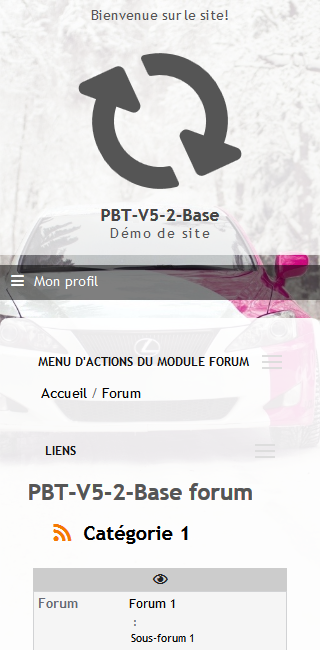 Bienvenue sur le site!
PBT-V5-2-Base
Démo de site
Mon profil
MENU D'ACTIONS DU MODULE FORUM
Accueil / Forum
LIENS
PBT-V5-2-Base forum
Catégorie 1
Forum Forum 1
:
Sous-forum 1